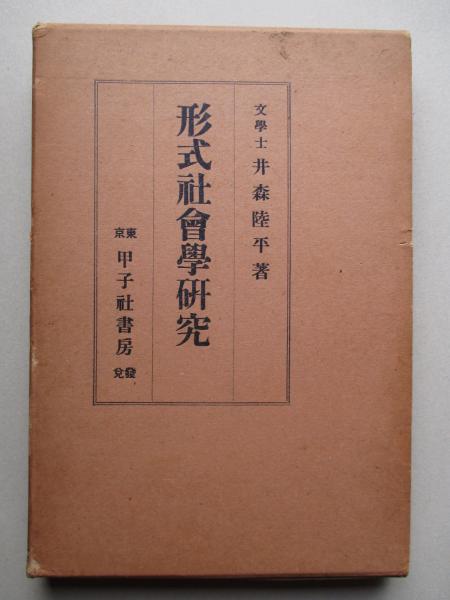 文學士 井森陸平著
形式社會學硏究
東京 甲子社書房 發兌